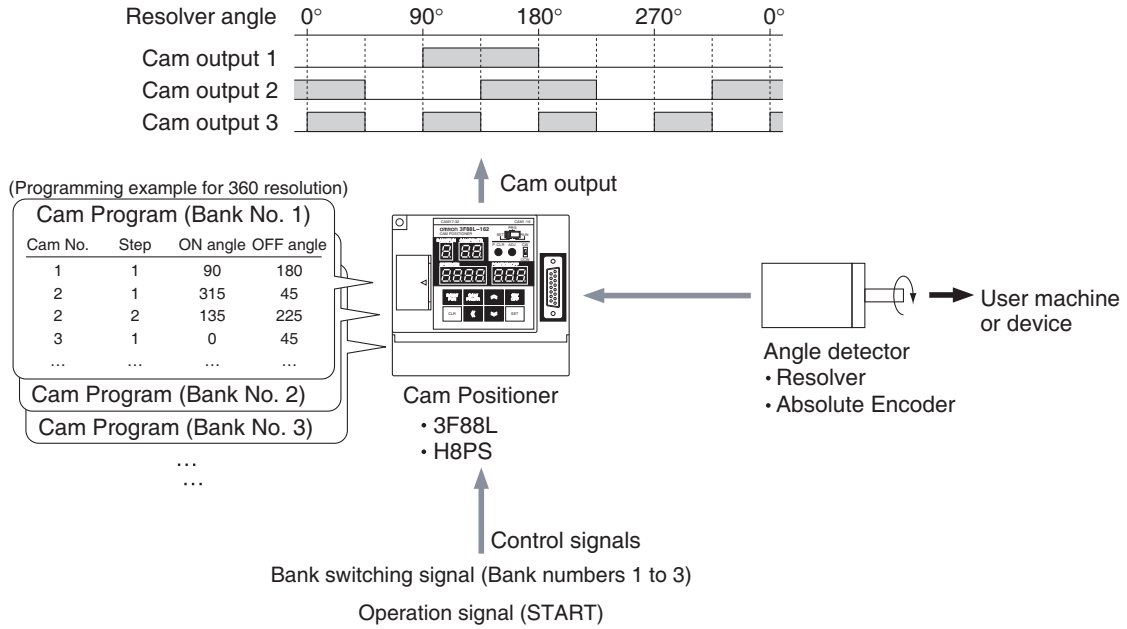 Resolver angle 0° 90° 180° 270° 0°
Cam output 1
Cam output 2
Cam output 3
Cam output
(Programming example for 360 resolution)
Cam Program (Bank No. 1)
Cam No. Step ON angle OFF angle
1 1 90 180
2 1 315 45
2 2 135 225
3 1 0 45
… … … …
Cam Program (Bank No. 2)
Cam Program (Bank No. 3)
…
…
omron 3F88L-162
CAM POSITIONER
CLR
SET
Cam Positioner
• 3F88L
• H8PS
Angle detector
• Resolver
• Absolute Encoder
User machine
or device
Control signals
Bank switching signal (Bank numbers 1 to 3)
Operation signal (START)